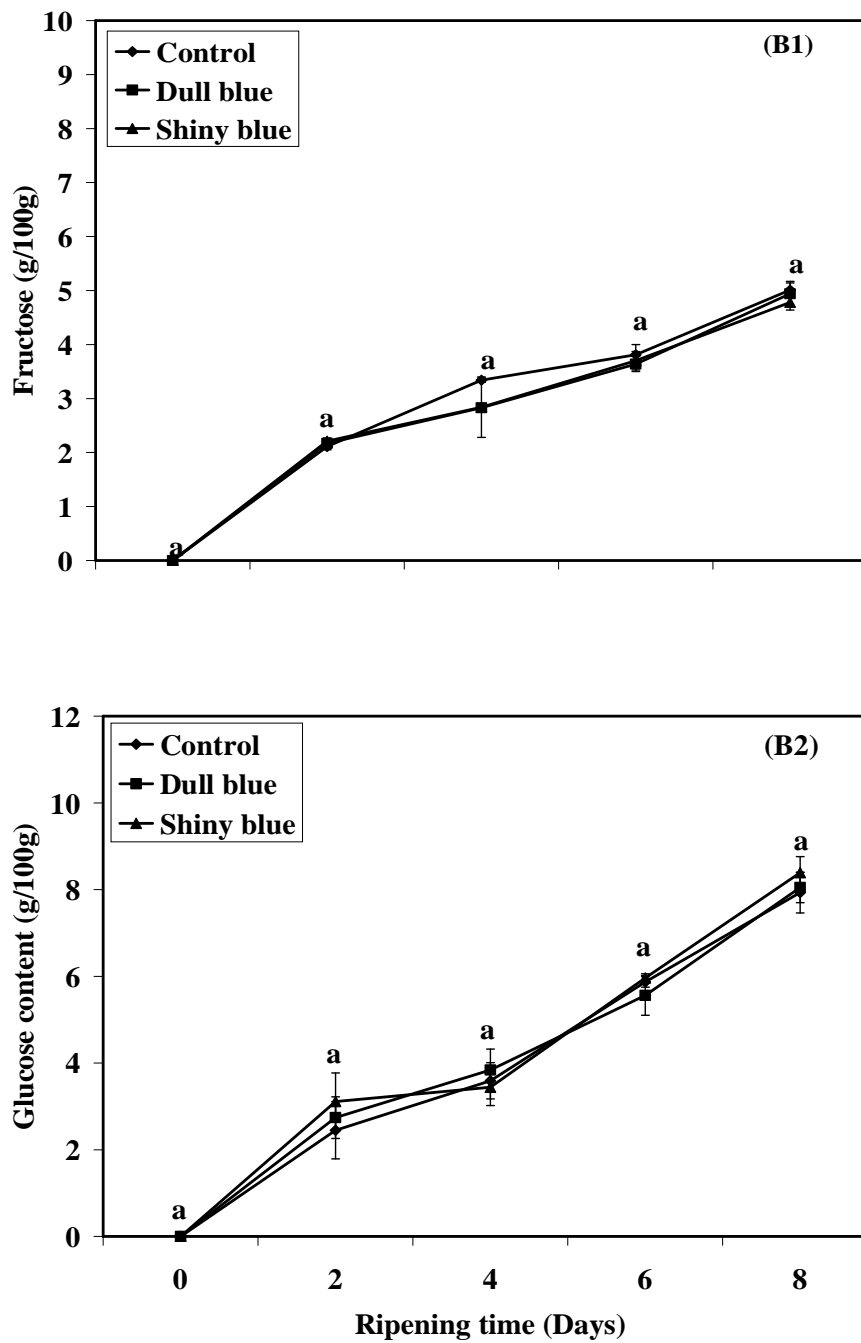 10
9
8
7
6
5
4
3
2
1
0
Fructose (g/100g)
Control
Dull blue
Shiny blue
(B1)
a
a
a
a
a
12
10
8
6
4
2
0
Glucose content (g/100g)
Control
Dull blue
Shiny blue
(B2)
a
a
a
a
a
0 2 4 6 8
Ripening time (Days)